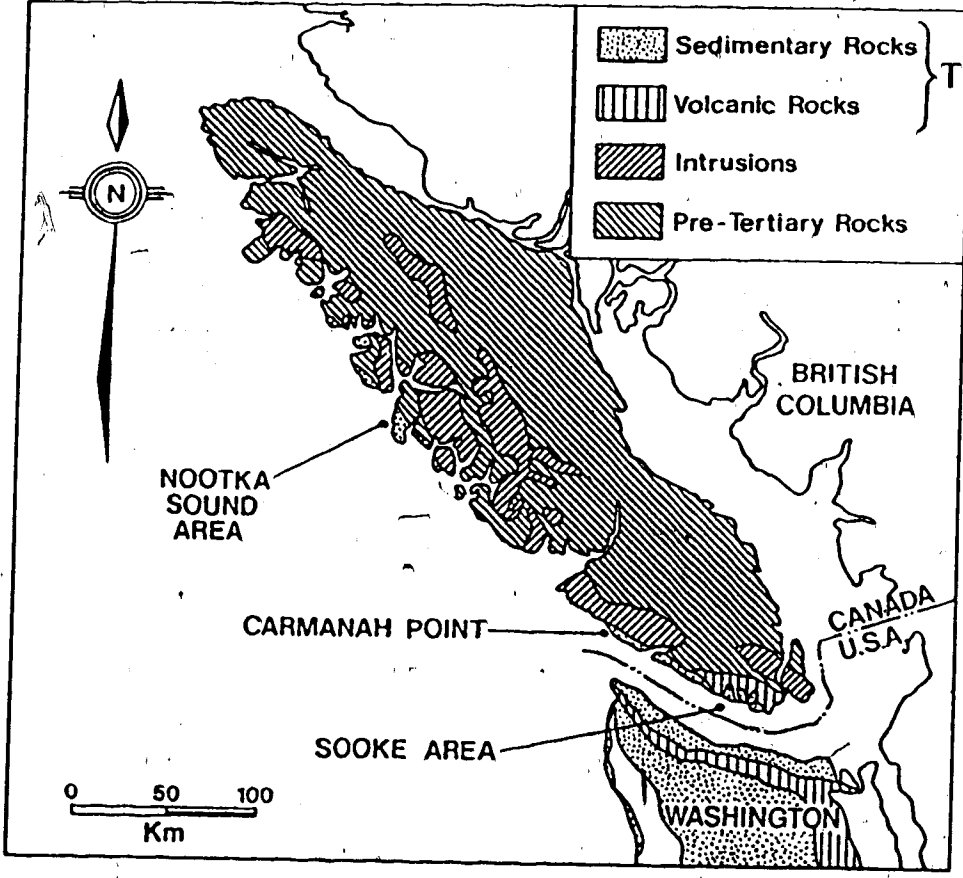 Sedimentary Rocks
T
Volcanic Rocks
Intrusions
Pre-Tertiary Rocks
N
BRITISH
COLUMBIA
NOOTKA
SOUND
AREA
CARMANAH POINT
CANADA
U.S.A.
SOOKE AREA
0 50 100
Km
WASHINGTON